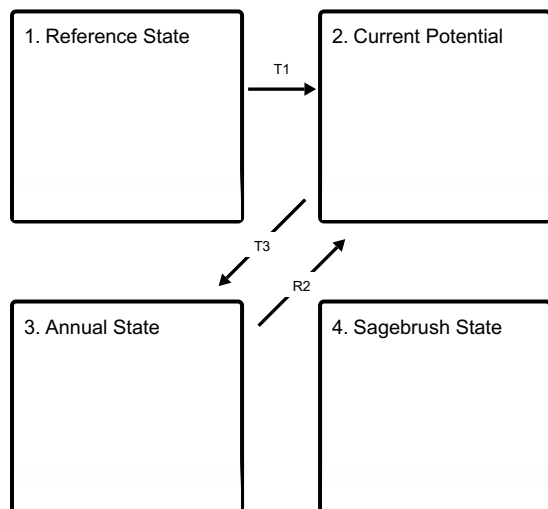 1. Reference State
T1
2. Current Potential
T3
R2
3. Annual State
4. Sagebrush State